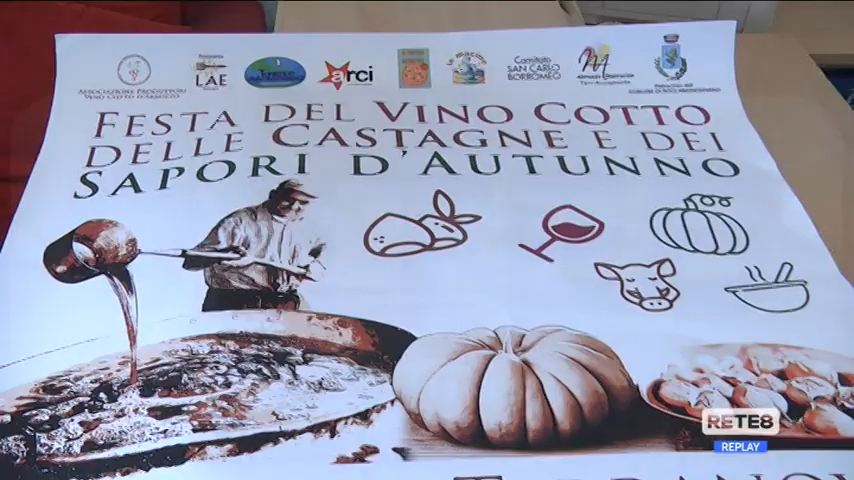 arci
Comitato
SAN CARLO
BORROMEO
ASSOCIAZIONE PRODUTTORI
VINO COTTO D'ABRUZZO
LAE
FESTA DEL VINO COTTO
DELLE CASTAGNE E DEI
SAPORI D'AUTUNNO
RETE8
REPLAY